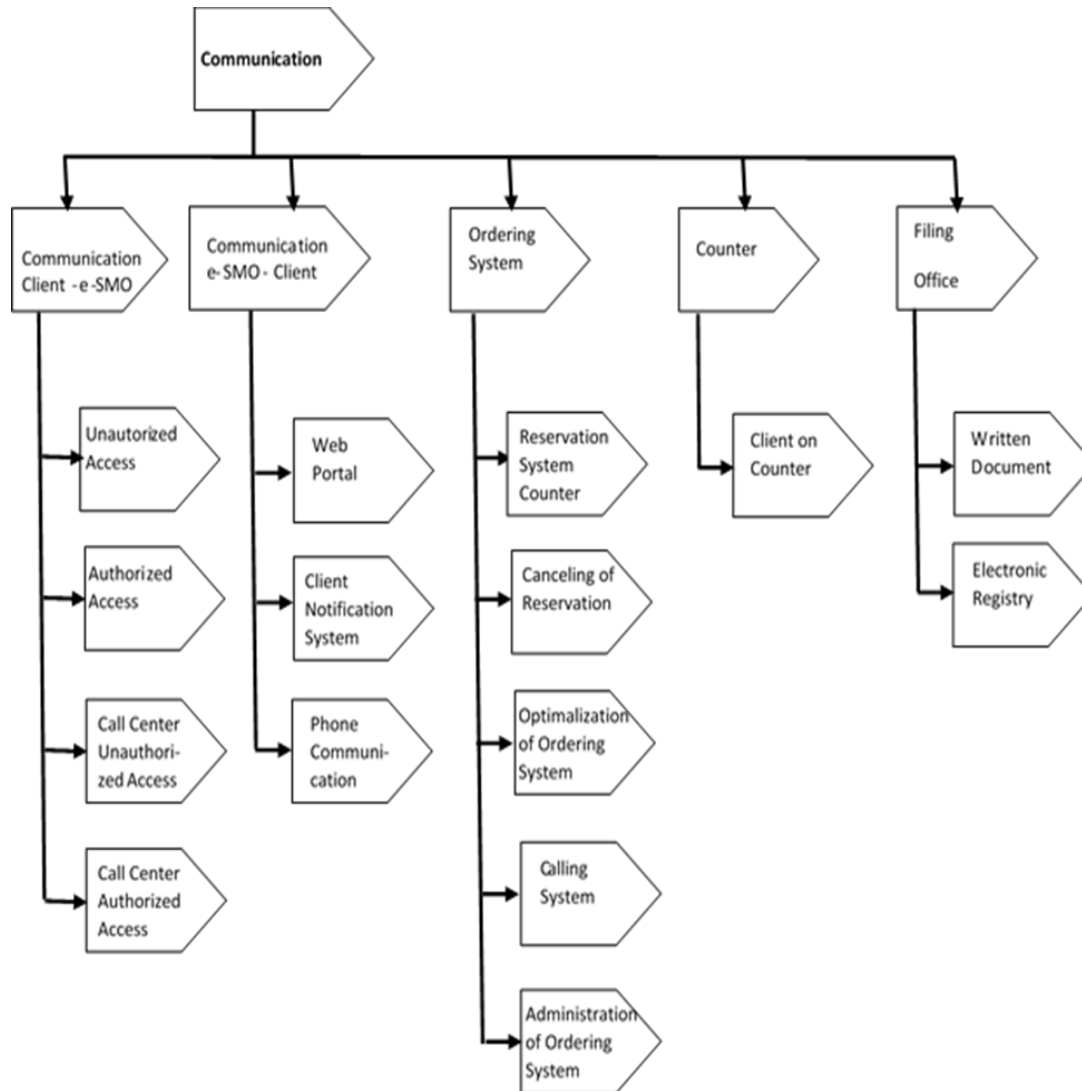 Communication
Communication
Client - e -SMO
Communication
e- SMO - Client
Ordering
System
Counter
Filing
Office
Unautorized
Access
Authorized
Access
Call Center
Unauthori-
zed Access
Call Center
Authorized
Access
Web
Portal
Client
Notification
System
Phone
Communi-
cation
Reservation
System
Counter
Canceling of
Reservation
Optimalization
of Ordering
System
Calling
System
Administration
of Ordering
System
Client on
Counter
Written
Document
Electronic
Registry